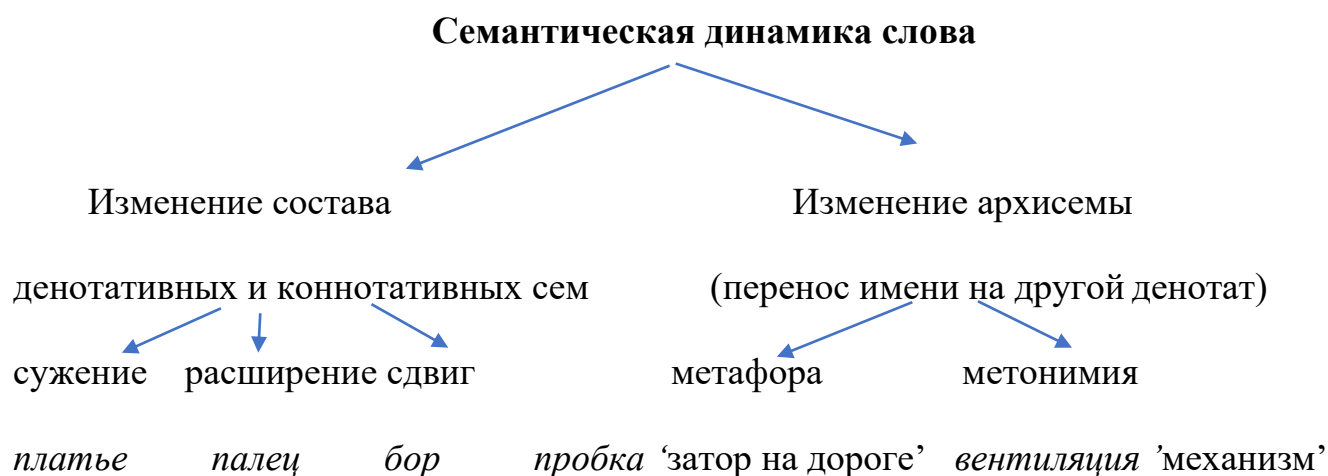 Семантическая динамика слова
Изменение состава Изменение архисемы
денотативных и коннотативных сем (перенос имени на другой денотат)
сужение расширение сдвиг метафора метонимия
платье палец бор пробка ‘затор на дороге’ вентиляция ’механизм’